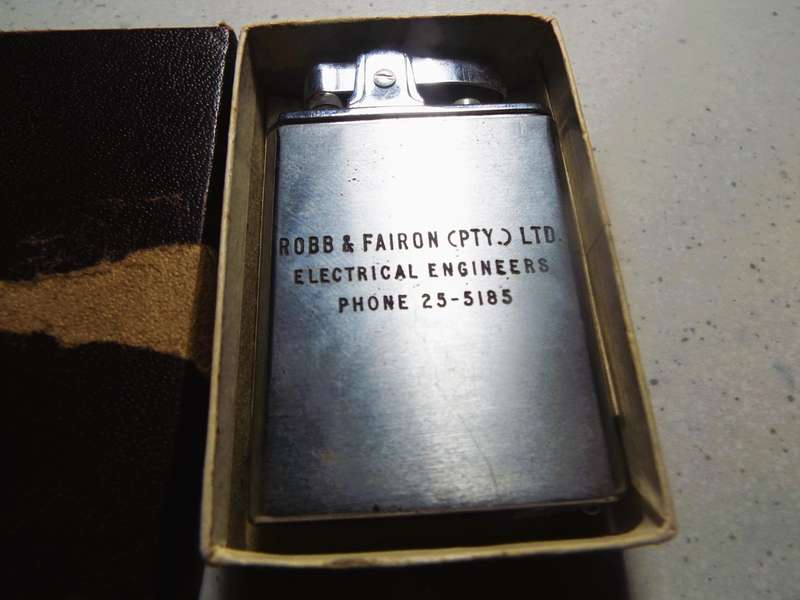 ROBB & FAIRON (PTY.) LTD.
ELECTRICAL ENGINEERS
PHONE 25-5185